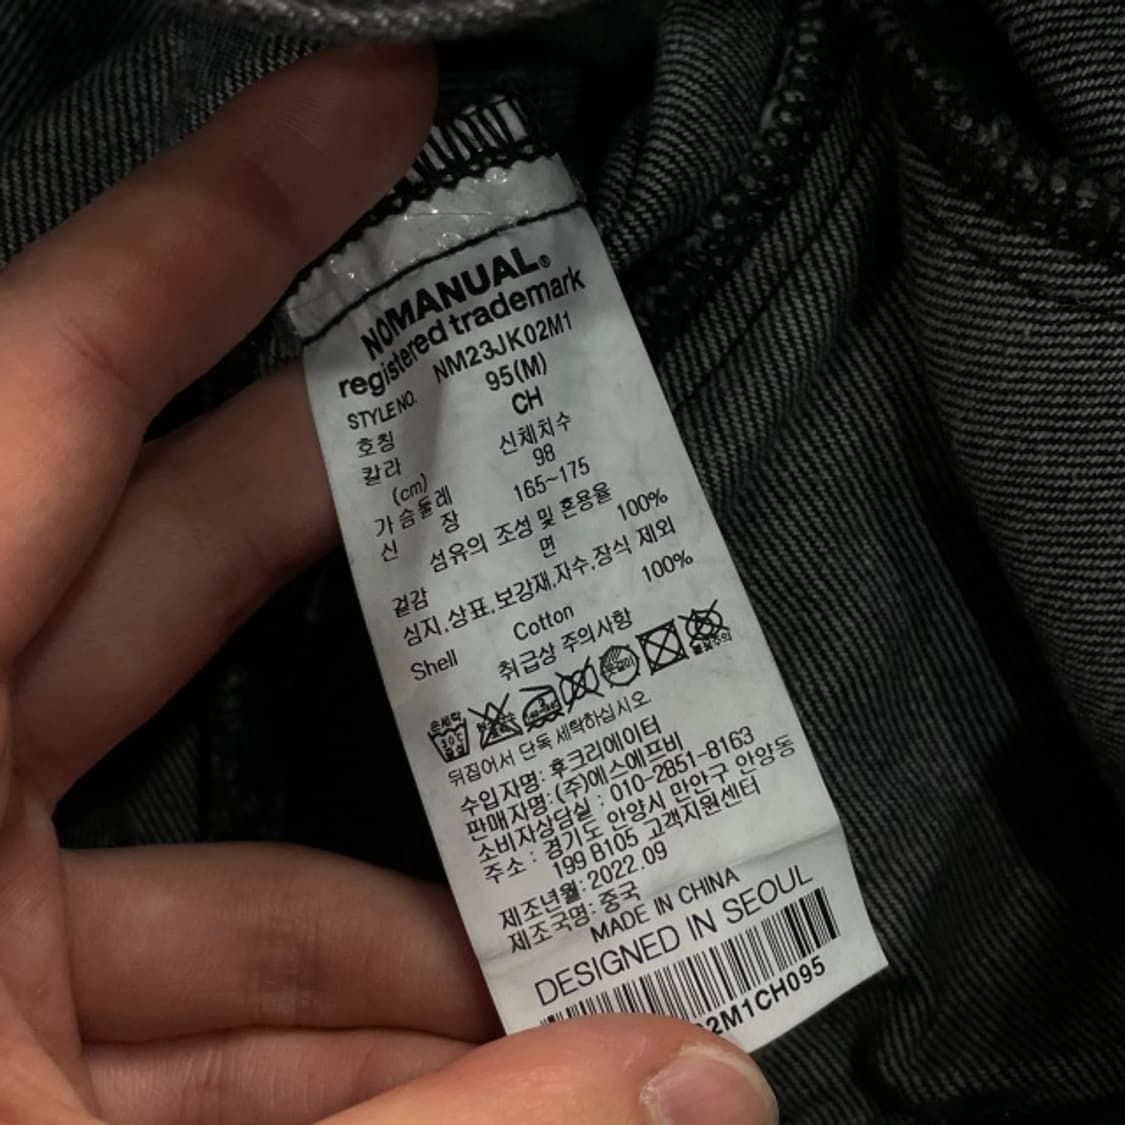 NOMANUAL®
registered trademark
STYLE NO. NM23JK02M1
호칭 95(M)
칼라 CH
(cm) 신체치수
가슴둘레 98
신 장 165~175
섬유의 조성 및 혼용율
겉감 면 100%
심지,상표,보강재,자수,장식 제외
Shell Cotton 100%
취급상 주의사항
손세탁
30℃
뒤집어서 단독 세탁하십시오.
수입자명: 후크리에이터
판매자명:(주)에스에프비
소비자상담실 : 010-2851-8163
주소 : 경기도 안양시 만안구 안양동
199 B105 고객지원센터
제조년월:2022.09
제조국명: 중국
MADE IN CHINA
DESIGNED IN SEOUL
02M1CH095